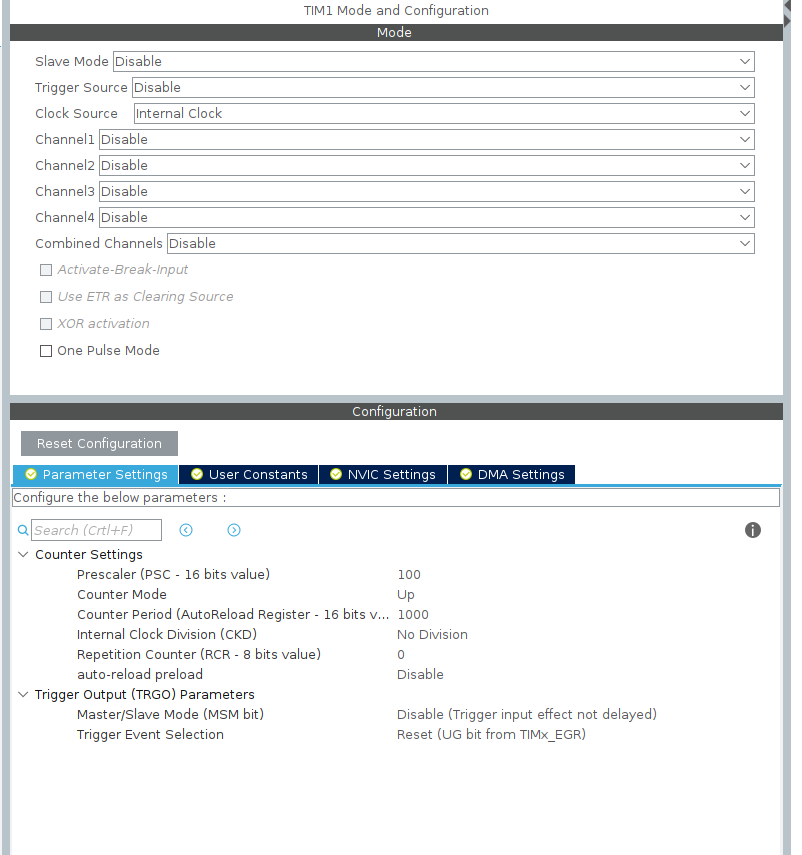 TIM1 Mode and Configuration
Mode
Slave Mode Disable
Trigger Source Disable
Clock Source Internal Clock
Channel1 Disable
Channel2 Disable
Channel3 Disable
Channel4 Disable
Combined Channels Disable
Activate-Break-Input
Use ETR as Clearing Source
XOR activation
One Pulse Mode
Configuration
Reset Configuration
Parameter Settings User Constants NVIC Settings DMA Settings
Configure the below parameters :
Search (Crtl+F)
Counter Settings
Prescaler (PSC - 16 bits value) 100
Counter Mode Up
Counter Period (AutoReload Register - 16 bits v... 1000
Internal Clock Division (CKD) No Division
Repetition Counter (RCR - 8 bits value) 0
auto-reload preload Disable
Trigger Output (TRGO) Parameters
Master/Slave Mode (MSM bit) Disable (Trigger input effect not delayed)
Trigger Event Selection Reset (UG bit from TIMx_EGR)